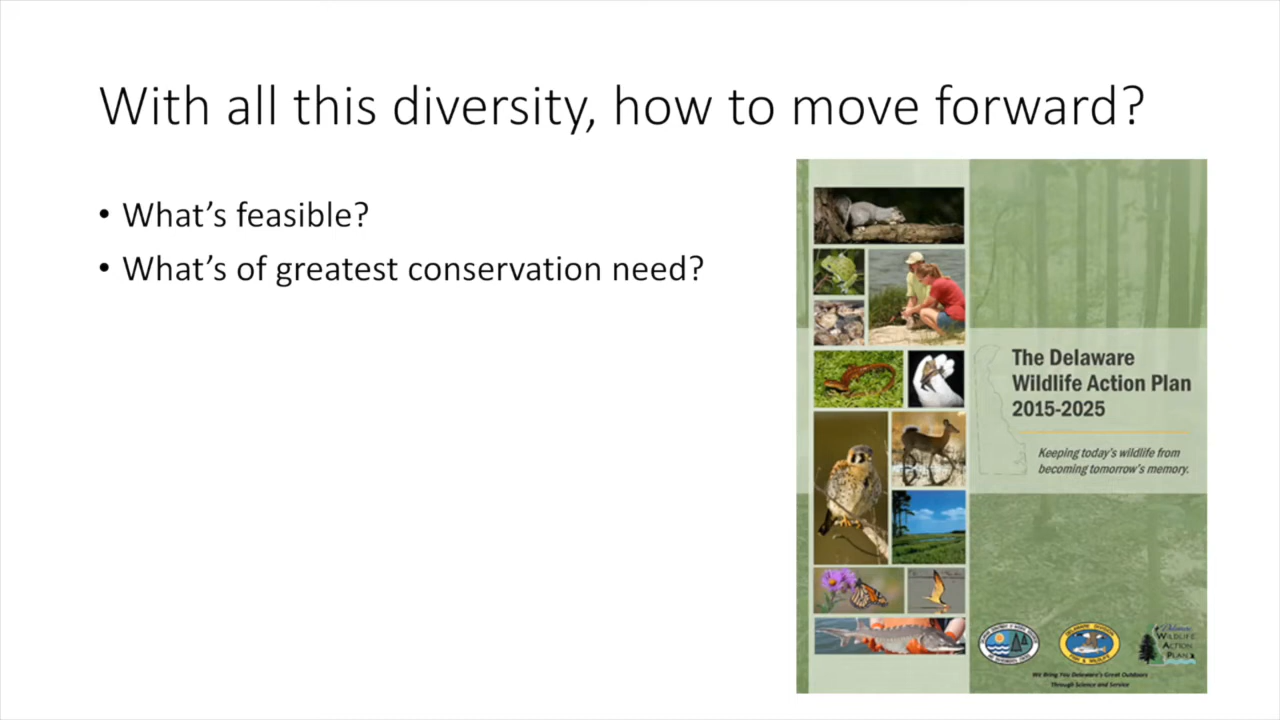 With all this diversity, how to move forward?
• What's feasible?
• What's of greatest conservation need?
The Delaware
Wildlife Action Plan
2015-2025
Keeping today's wildlife from
becoming tomorrow's memory.
Delaware
Wildlife
Action
Plan
We Bring You Delaware's Great Outdoors
Through Science and Service